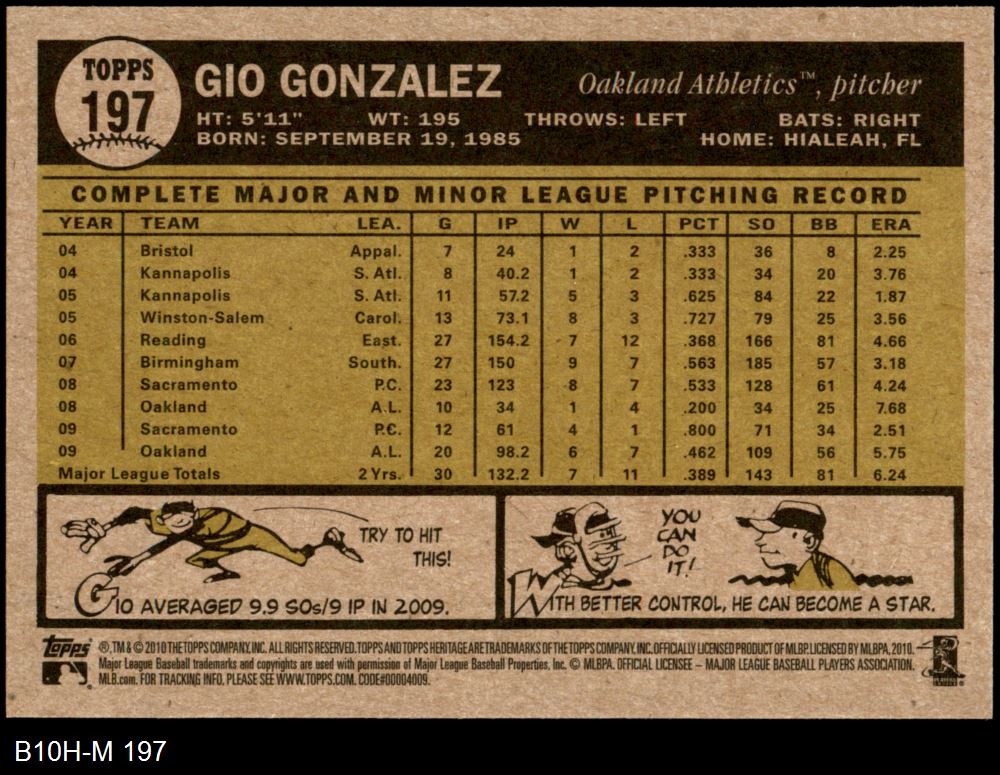 TOPPS
197
GIO GONZALEZ
Oakland Athletics™, pitcher
HT: 5'11" WT: 195 THROWS: LEFT BATS: RIGHT
BORN: SEPTEMBER 19, 1985 HOME: HIALEAH, FL
COMPLETE MAJOR AND MINOR LEAGUE PITCHING RECORD
YEAR TEAM LEA. G IP W L PCT SO BB ERA
04 Bristol Appal. 7 24 1 2 .333 36 8 2.25
04 Kannapolis S. Atl. 8 40.2 1 2 .333 34 20 3.76
05 Kannapolis S. Atl. 11 57.2 5 3 .625 84 22 1.87
05 Winston-Salem Carol. 13 73.1 8 3 .727 79 25 3.56
06 Reading East. 27 154.2 7 12 .368 166 81 4.66
07 Birmingham South. 27 150 9 7 .563 185 57 3.18
08 Sacramento P.C. 23 123 8 7 .533 128 61 4.24
08 Oakland A.L. 10 34 1 4 .200 34 25 7.68
09 Sacramento P.C. 12 61 4 1 .800 71 34 2.51
09 Oakland A.L. 20 98.2 6 7 .462 109 56 5.75
Major League Totals 2 Yrs. 30 132.2 7 11 .389 143 81 6.24
TRY TO HIT
THIS!
GIO AVERAGED 9.9 SOs/9 IP IN 2009.
YOU
CAN
DO
IT!
WITH BETTER CONTROL, HE CAN BECOME A STAR.
Topps ®, TM & © 2010 THE TOPPS COMPANY, INC. ALL RIGHTS RESERVED. TOPPS AND TOPPS HERITAGE ARE TRADEMARKS OF THE TOPPS COMPANY, INC. OFFICIALLY LICENSED PRODUCT OF MLBP. LICENSED BY MLBPA, 2010.
Major League Baseball trademarks and copyrights are used with permission of Major League Baseball Properties, Inc. © MLBPA. OFFICIAL LICENSEE – MAJOR LEAGUE BASEBALL PLAYERS ASSOCIATION.
MLB.com. FOR TRACKING INFO, PLEASE SEE WWW.TOPPS.COM. CODE#00004009.
B10H-M 197